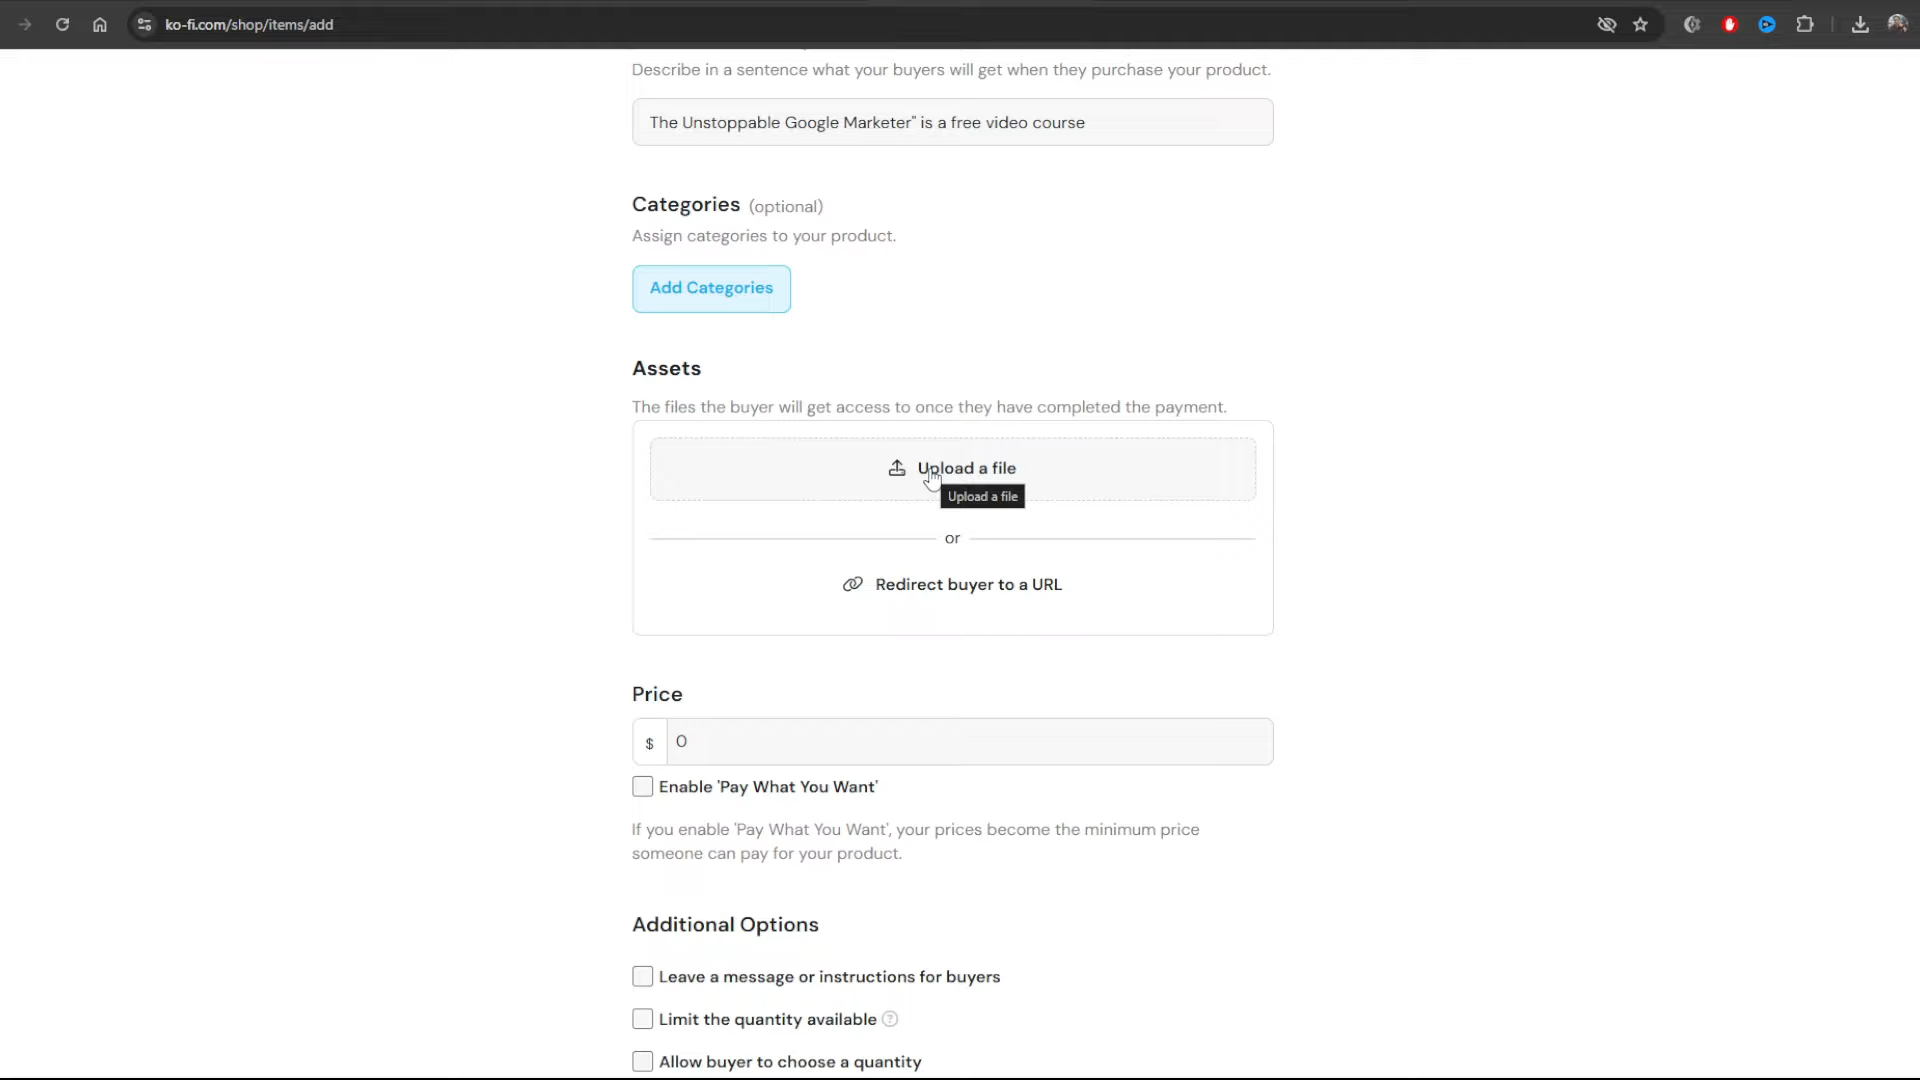 ko-fi.com/shop/items/add
Describe in a sentence what your buyers will get when they purchase your product.
The Unstoppable Google Marketer" is a free video course
Categories (optional)
Assign categories to your product.
Add Categories
Assets
The files the buyer will get access to once they have completed the payment.
Upload a file
Upload a file
or
Redirect buyer to a URL
Price
$ 0
Enable 'Pay What You Want'
If you enable 'Pay What You Want', your prices become the minimum price
someone can pay for your product.
Additional Options
Leave a message or instructions for buyers
Limit the quantity available ?
Allow buyer to choose a quantity